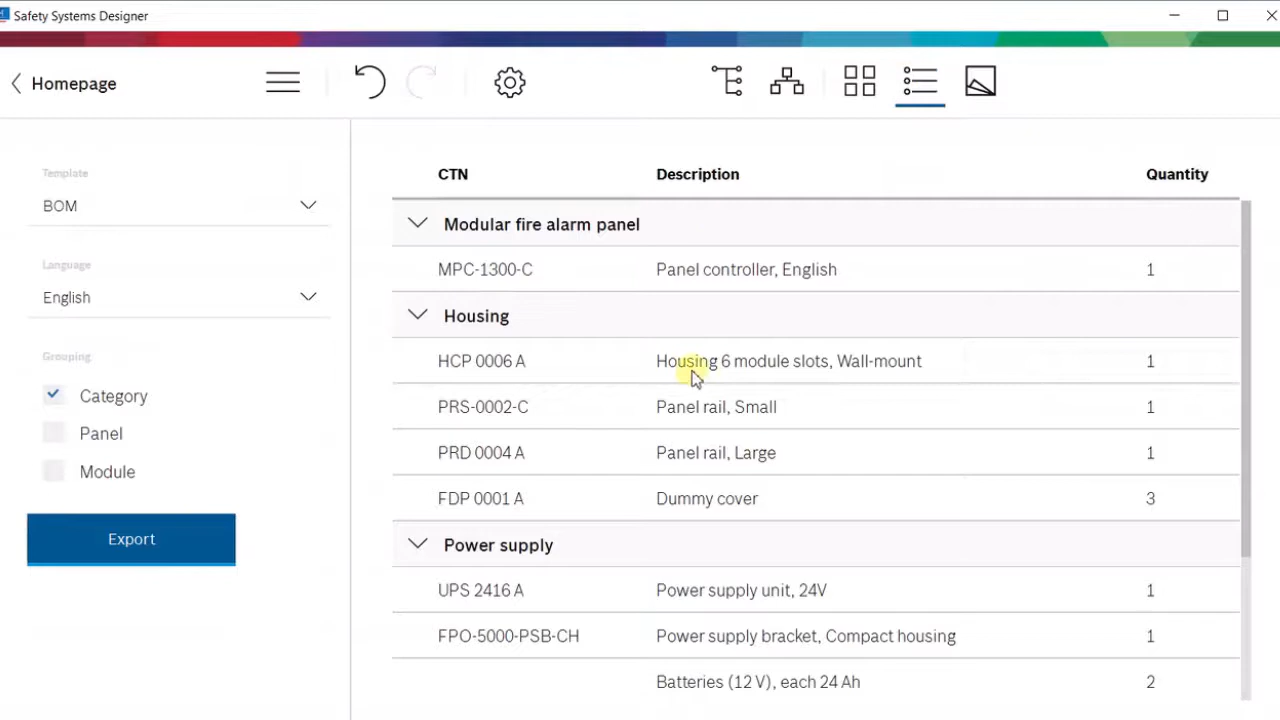 Safety Systems Designer
Homepage
Template
BOM
Language
English
Grouping
Category
Panel
Module
Export
CTN Description Quantity
Modular fire alarm panel
MPC-1300-C Panel controller, English 1
Housing
HCP 0006 A Housing 6 module slots, Wall-mount 1
PRS-0002-C Panel rail, Small 1
PRD 0004 A Panel rail, Large 1
FDP 0001 A Dummy cover 3
Power supply
UPS 2416 A Power supply unit, 24V 1
FPO-5000-PSB-CH Power supply bracket, Compact housing 1
Batteries (12 V), each 24 Ah 2